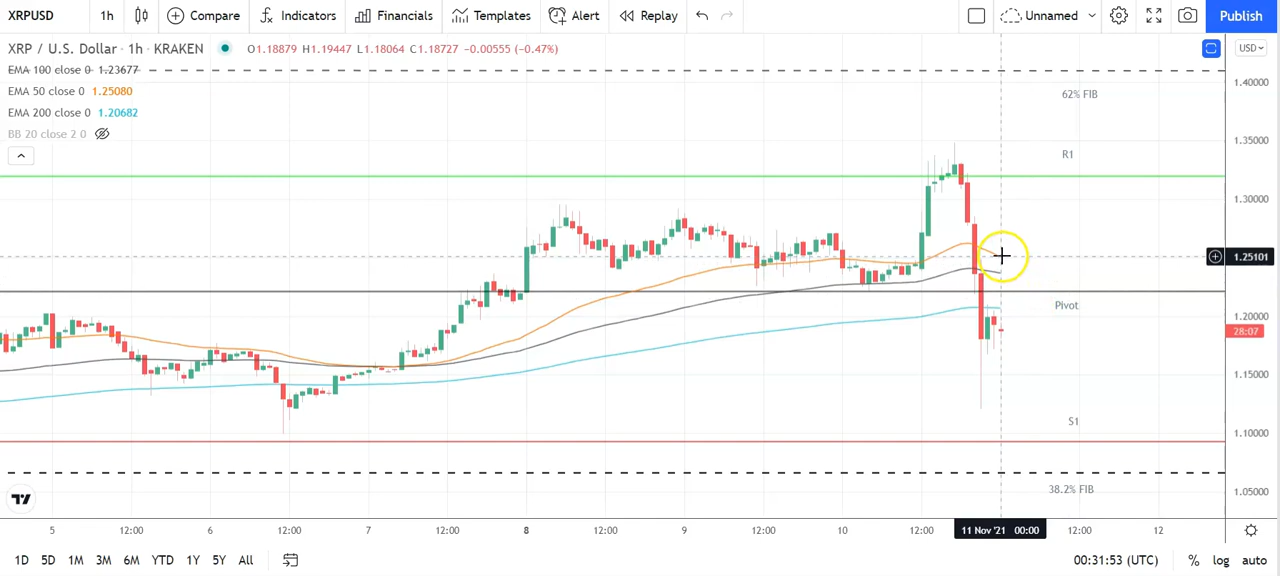 XRPUSD 1h Compare Indicators Financials Templates Alert Replay Unnamed Publish
XRP / U.S. Dollar · 1h · KRAKEN O1.18879 H1.19447 L1.18064 C1.18727 −0.00555 (−0.47%) USD
EMA 100 close 0 1.23677
EMA 50 close 0 1.25080
EMA 200 close 0 1.20682
BB 20 close 2 0
1.40000
62% FIB
1.35000
R1
1.30000
1.25101
Pivot
1.20000
28:07
1.15000
S1
1.10000
38.2% FIB
1.05000
5 12:00 6 12:00 7 12:00 8 12:00 9 12:00 10 12:00 11 Nov '21 00:00 12:00 12
1D 5D 1M 3M 6M YTD 1Y 5Y All 00:31:53 (UTC) % log auto